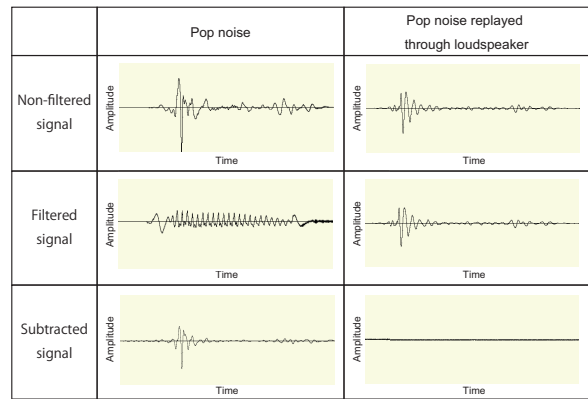 Pop noise
Pop noise replayed
through loudspeaker
Non-filtered
signal
Amplitude
Time
Amplitude
Time
Filtered
signal
Amplitude
Time
Amplitude
Time
Subtracted
signal
Amplitude
Time
Amplitude
Time